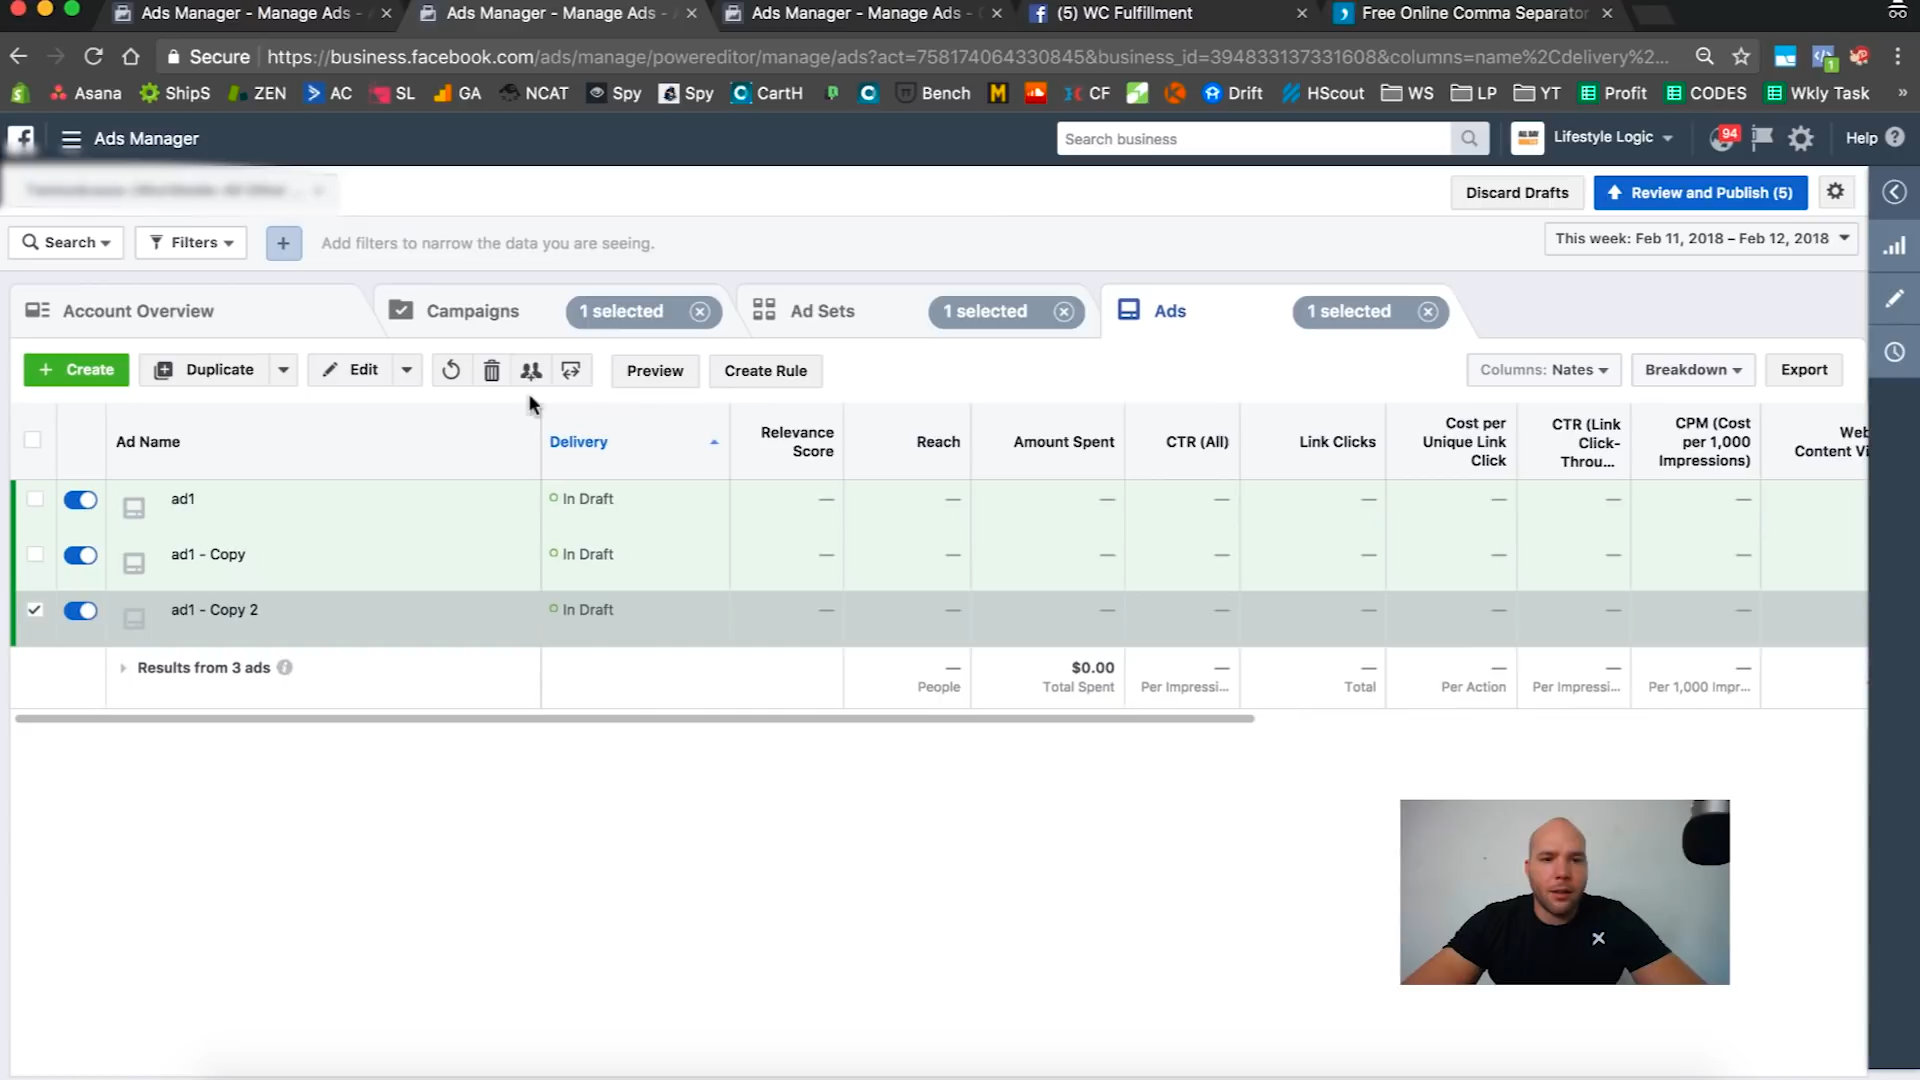 Ads Manager - Manage Ads -
Ads Manager - Manage Ads -
Ads Manager - Manage Ads -
(5) WC Fulfillment
Free Online Comma Separator
Secure
https://business.facebook.com/ads/manage/powereditor/manage/ads?act=758174064330845&business_id=394833137331608&columns=name%2Cdelivery%2...
Asana ShipS ZEN AC SL GA NCAT Spy Spy CartH Bench CF Drift HScout WS LP YT Profit CODES Wkly Task »
Ads Manager
Search business
Lifestyle Logic
94
Help
Discard Drafts
Review and Publish (5)
Search
Filters
+
Add filters to narrow the data you are seeing.
This week: Feb 11, 2018 – Feb 12, 2018
Account Overview
Campaigns
1 selected
Ad Sets
1 selected
Ads
1 selected
+ Create
Duplicate
Edit
Preview
Create Rule
Columns: Nates
Breakdown
Export
Ad Name
Delivery
Relevance Score
Reach
Amount Spent
CTR (All)
Link Clicks
Cost per Unique Link Click
CTR (Link Click-Throu...
CPM (Cost per 1,000 Impressions)
Web
Content Vi
ad1 In Draft — — — — — — — —
ad1 - Copy In Draft — — — — — — — —
ad1 - Copy 2 In Draft — — — — — — — —
Results from 3 ads — $0.00 — — — — —
People Total Spent Per Impressi... Total Per Action Per Impressi... Per 1,000 Impr...